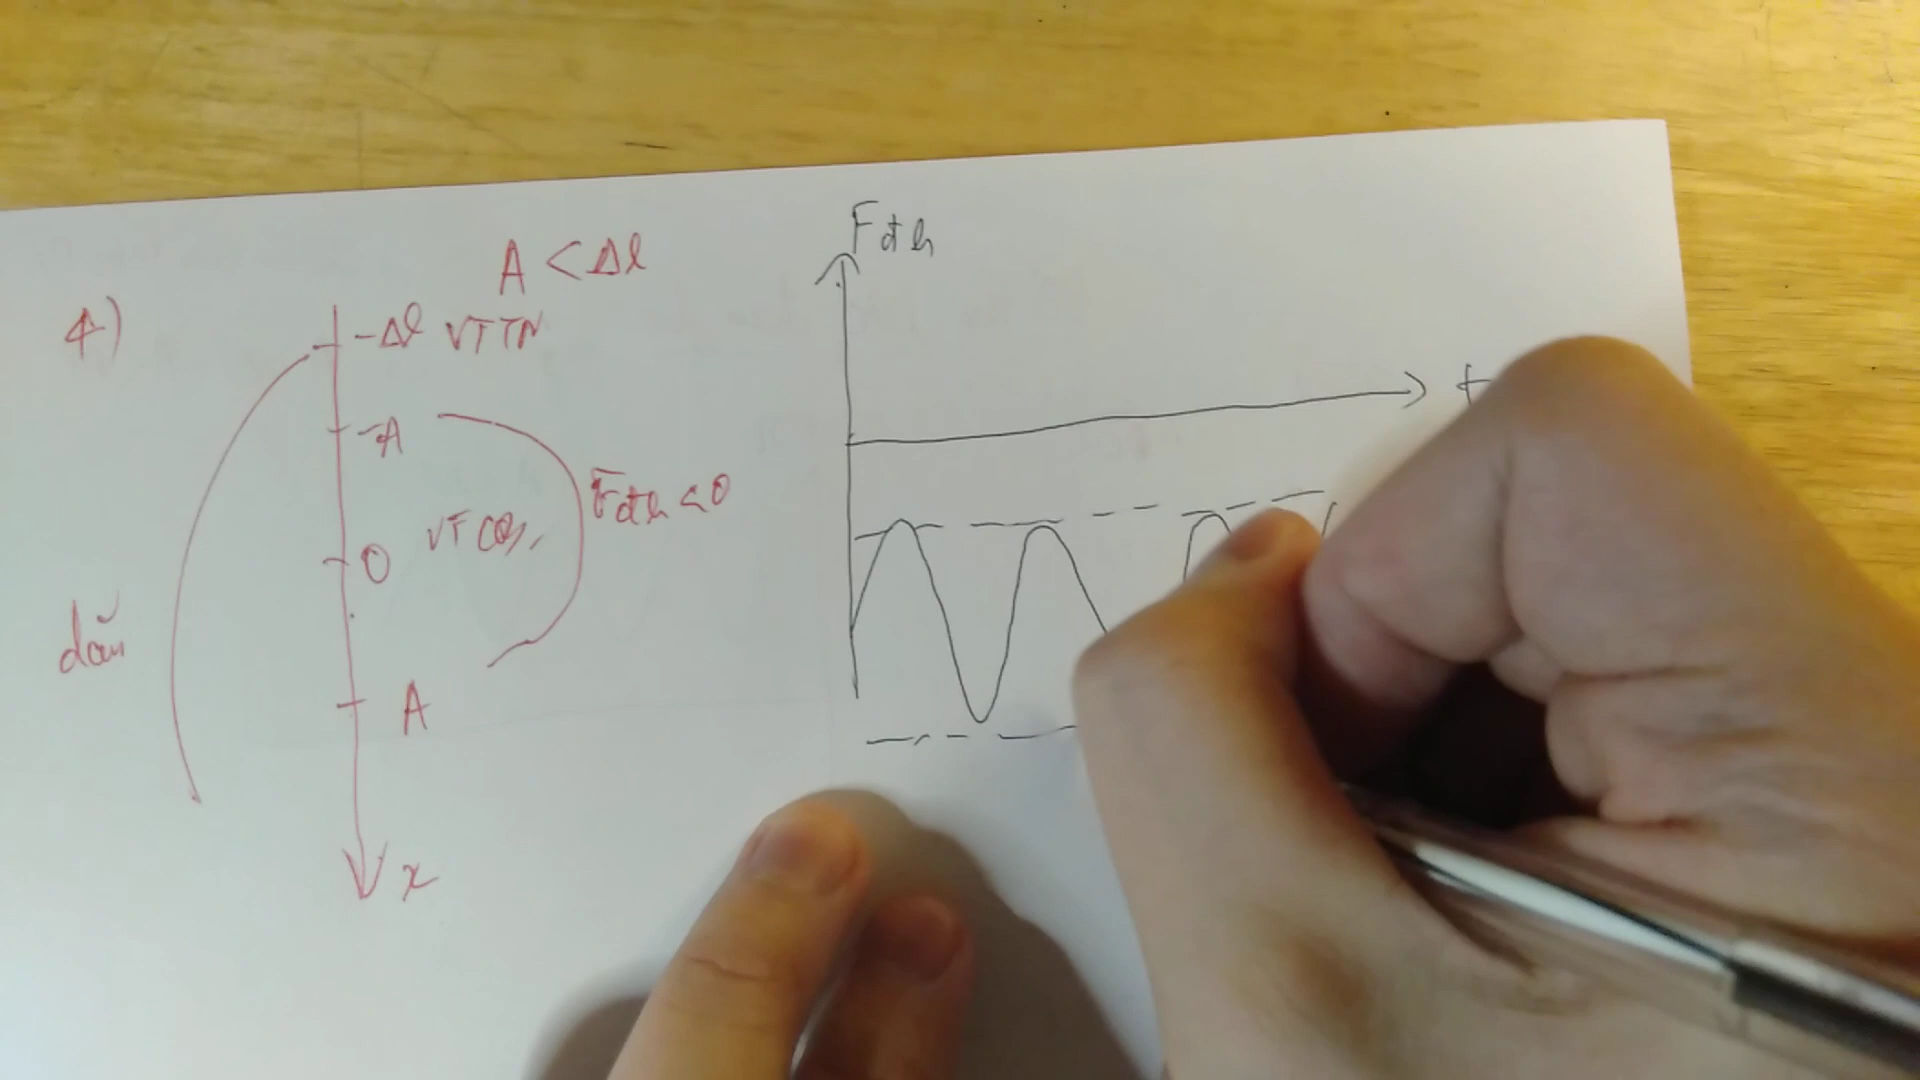 4)
A < Δl
-Δl VTTN
-A
Fđh < 0
VTCB
O
dãn
A
x
Fđh
t